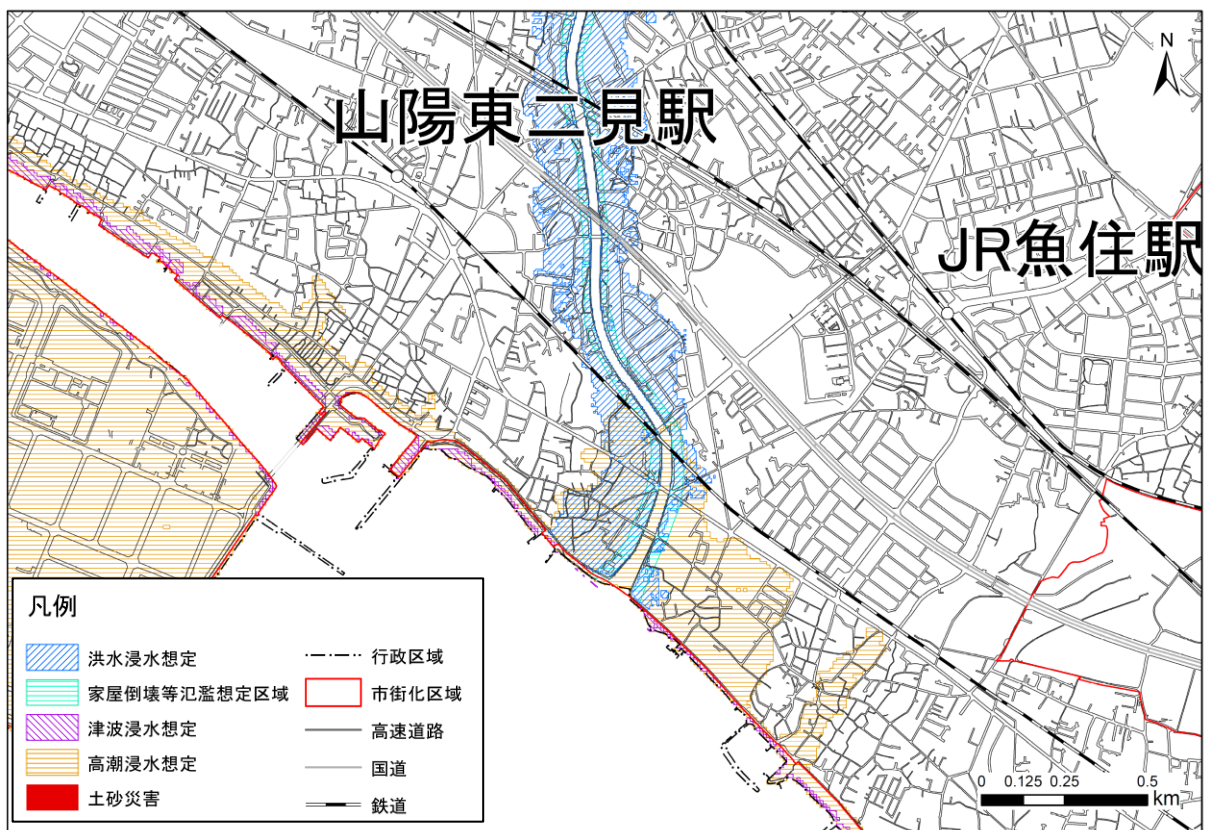 N
山陽東二見駅
JR魚住駅
凡例
洪水浸水想定
家屋倒壊等氾濫想定区域
津波浸水想定
高潮浸水想定
土砂災害
行政区域
市街化区域
高速道路
国道
鉄道
0 0.125 0.25 0.5
km